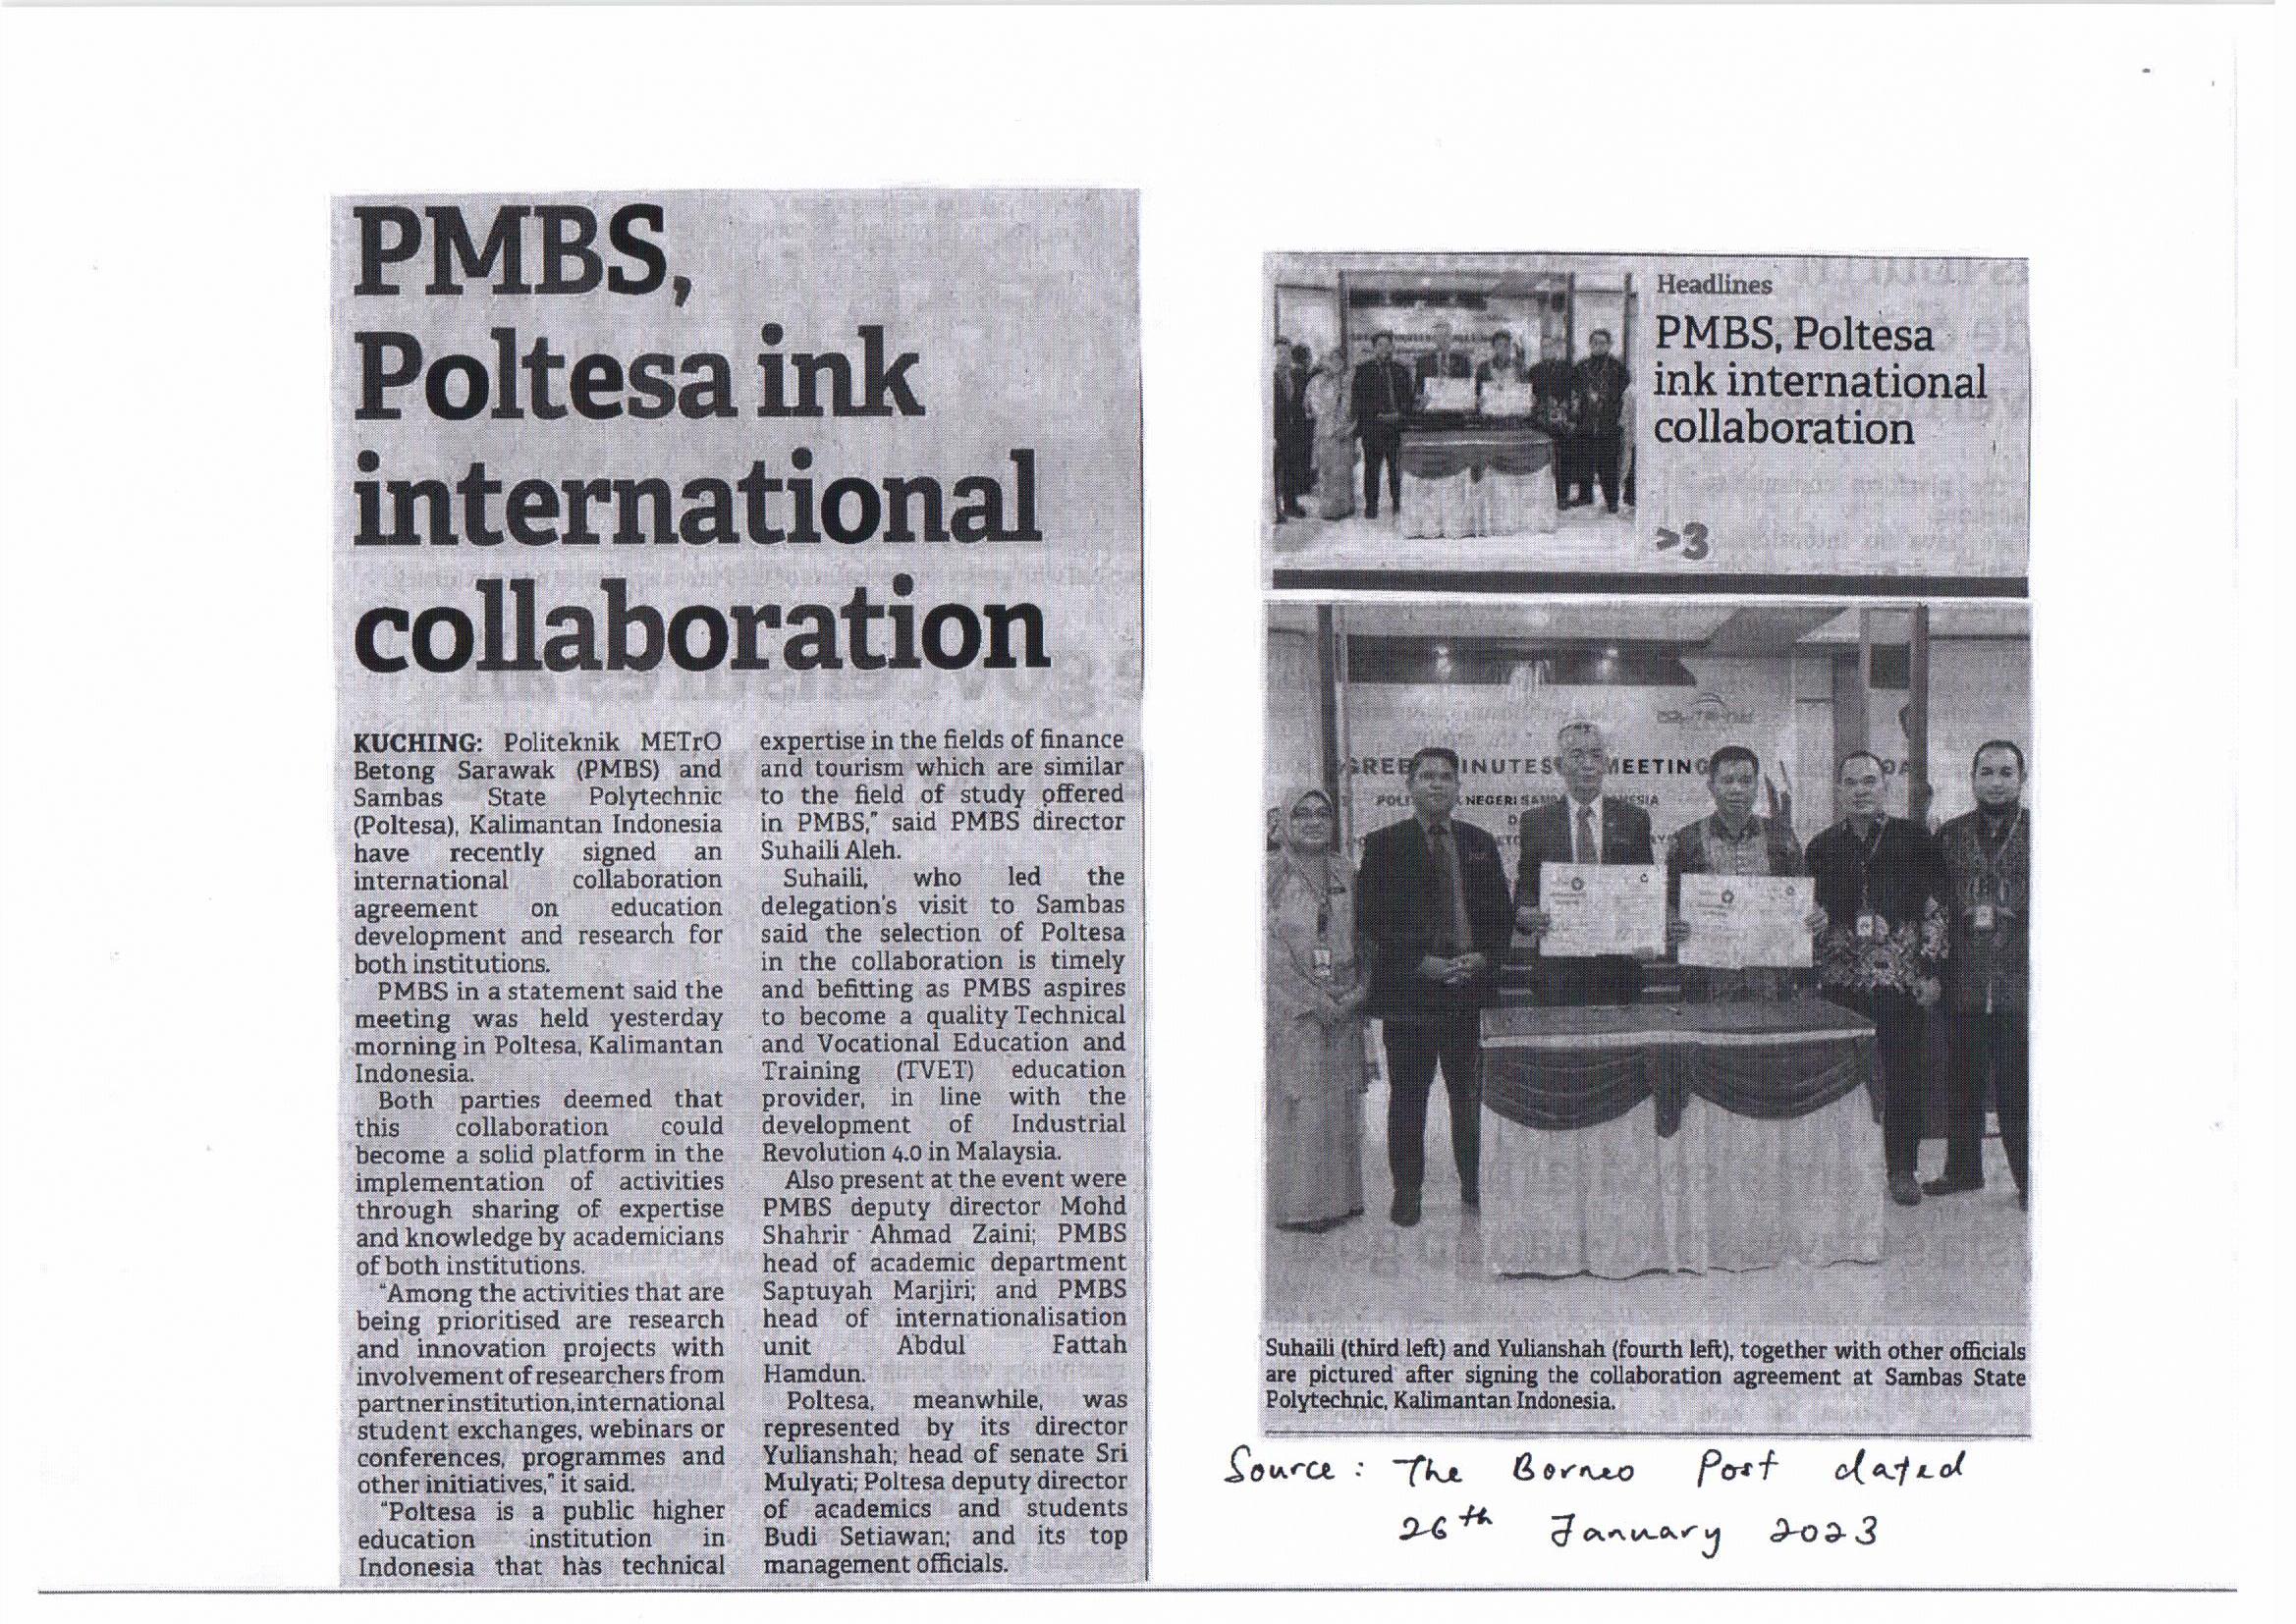 PMBS,
Poltesa ink
international
collaboration
KUCHING: Politeknik METrO
Betong Sarawak (PMBS) and
Sambas State Polytechnic
(Poltesa), Kalimantan Indonesia
have recently signed an
international collaboration
agreement on education
development and research for
both institutions.
PMBS in a statement said the
meeting was held yesterday
morning in Poltesa, Kalimantan
Indonesia.
Both parties deemed that
this collaboration could
become a solid platform in the
implementation of activities
through sharing of expertise
and knowledge by academicians
of both institutions.
"Among the activities that are
being prioritised are research
and innovation projects with
involvement of researchers from
partner institution, international
student exchanges, webinars or
conferences, programmes and
other initiatives," it said.
"Poltesa is a public higher
education institution in
Indonesia that has technical
expertise in the fields of finance
and tourism which are similar
to the field of study offered
in PMBS," said PMBS director
Suhaili Aleh.
Suhaili, who led the
delegation's visit to Sambas
said the selection of Poltesa
in the collaboration is timely
and befitting as PMBS aspires
to become a quality Technical
and Vocational Education and
Training (TVET) education
provider, in line with the
development of Industrial
Revolution 4.0 in Malaysia.
Also present at the event were
PMBS deputy director Mohd
Shahrir Ahmad Zaini; PMBS
head of academic department
Saptuyah Marjiri; and PMBS
head of internationalisation
unit Abdul Fattah
Hamdun.
Poltesa, meanwhile, was
represented by its director
Yulianshah; head of senate Sri
Mulyati; Poltesa deputy director
of academics and students
Budi Setiawan; and its top
management officials.
Headlines
PMBS, Poltesa
ink international
collaboration
>3
MEETING
NEGERI
Suhaili (third left) and Yulianshah (fourth left), together with other officials
are pictured after signing the collaboration agreement at Sambas State
Polytechnic, Kalimantan Indonesia.
Source : The Borneo Post dated
26th January 2023